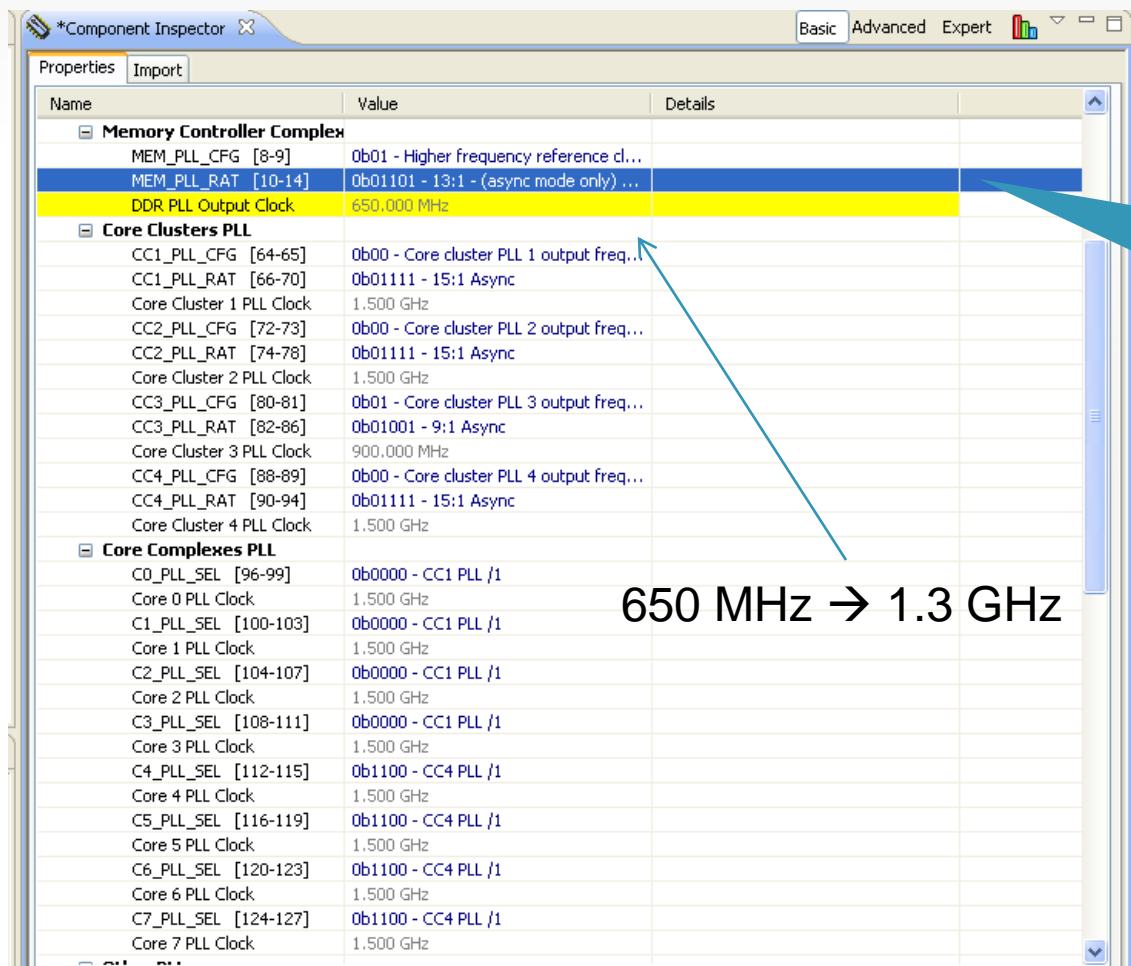 *Component Inspector Basic Advanced Expert
Properties Import
Name Value Details
Memory Controller Complex
MEM_PLL_CFG [8-9] 0b01 - Higher frequency reference cl...
MEM_PLL_RAT [10-14] 0b01101 - 13:1 - (async mode only) ...
DDR PLL Output Clock 650.000 MHz
Core Clusters PLL
CC1_PLL_CFG [64-65] 0b00 - Core cluster PLL 1 output freq...
CC1_PLL_RAT [66-70] 0b01111 - 15:1 Async
Core Cluster 1 PLL Clock 1.500 GHz
CC2_PLL_CFG [72-73] 0b00 - Core cluster PLL 2 output freq...
CC2_PLL_RAT [74-78] 0b01111 - 15:1 Async
Core Cluster 2 PLL Clock 1.500 GHz
CC3_PLL_CFG [80-81] 0b01 - Core cluster PLL 3 output freq...
CC3_PLL_RAT [82-86] 0b01001 - 9:1 Async
Core Cluster 3 PLL Clock 900.000 MHz
CC4_PLL_CFG [88-89] 0b00 - Core cluster PLL 4 output freq...
CC4_PLL_RAT [90-94] 0b01111 - 15:1 Async
Core Cluster 4 PLL Clock 1.500 GHz
Core Complexes PLL
C0_PLL_SEL [96-99] 0b0000 - CC1 PLL /1
Core 0 PLL Clock 1.500 GHz
650 MHz → 1.3 GHz
C1_PLL_SEL [100-103] 0b0000 - CC1 PLL /1
Core 1 PLL Clock 1.500 GHz
C2_PLL_SEL [104-107] 0b0000 - CC1 PLL /1
Core 2 PLL Clock 1.500 GHz
C3_PLL_SEL [108-111] 0b0000 - CC1 PLL /1
Core 3 PLL Clock 1.500 GHz
C4_PLL_SEL [112-115] 0b1100 - CC4 PLL /1
Core 4 PLL Clock 1.500 GHz
C5_PLL_SEL [116-119] 0b1100 - CC4 PLL /1
Core 5 PLL Clock 1.500 GHz
C6_PLL_SEL [120-123] 0b1100 - CC4 PLL /1
Core 6 PLL Clock 1.500 GHz
C7_PLL_SEL [124-127] 0b1100 - CC4 PLL /1
Core 7 PLL Clock 1.500 GHz